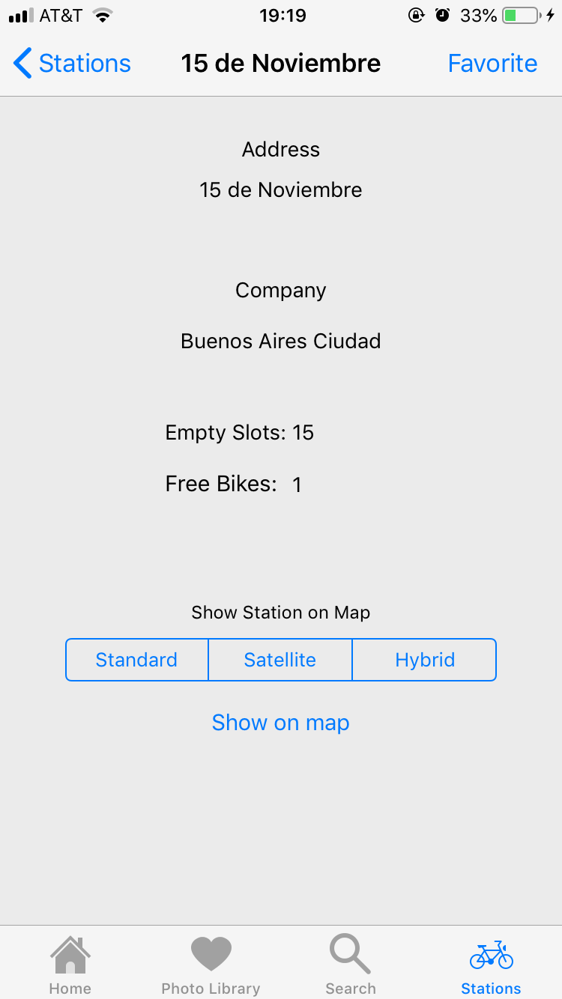 AT&T 19:19 33%
Stations 15 de Noviembre Favorite
Address
15 de Noviembre
Company
Buenos Aires Ciudad
Empty Slots: 15
Free Bikes: 1
Show Station on Map
Standard Satellite Hybrid
Show on map
Home Photo Library Search Stations